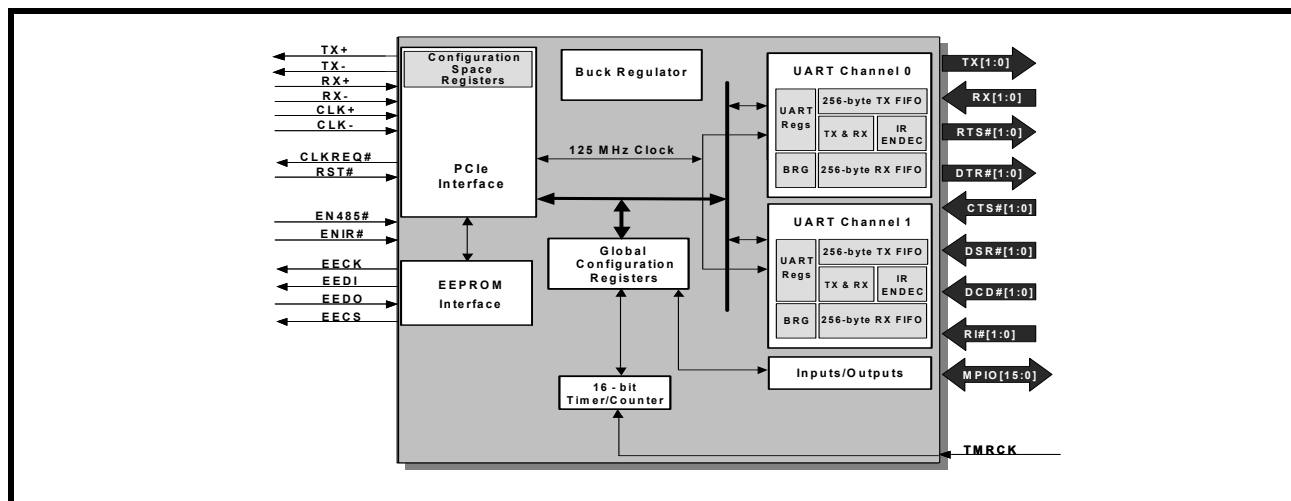 TX+
TX-
RX+
RX-
CLK+
CLK-
CLKREQ#
RST#
EN485#
ENIR#
EECK
EEDI
EEDO
EECS
Configuration
Space
Registers
PCIe
Interface
EEPROM
Interface
Buck Regulator
125 MHz Clock
Global
Configuration
Registers
16 - bit
Timer/Counter
UART Channel 0
UART
Regs
256-byte TX FIFO
TX & RX
IR
ENDEC
BRG
256-byte RX FIFO
UART Channel 1
UART
Regs
256-byte TX FIFO
TX & RX
IR
ENDEC
BRG
256-byte RX FIFO
Inputs/Outputs
TX[1:0]
RX[1:0]
RTS#[1:0]
DTR#[1:0]
CTS#[1:0]
DSR#[1:0]
DCD#[1:0]
RI#[1:0]
MPIO[15:0]
TMRCK